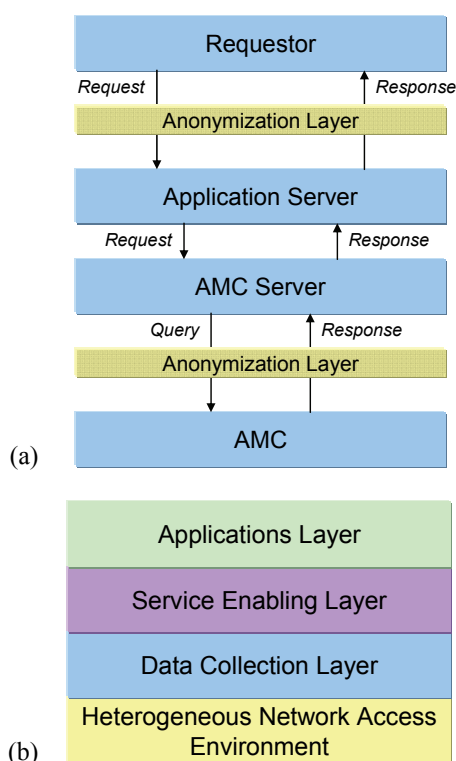 Requestor
Request
Response
Anonymization Layer
Application Server
Request
Response
AMC Server
Query
Response
Anonymization Layer
AMC
(a)
Applications Layer
Service Enabling Layer
Data Collection Layer
Heterogeneous Network Access
Environment
(b)